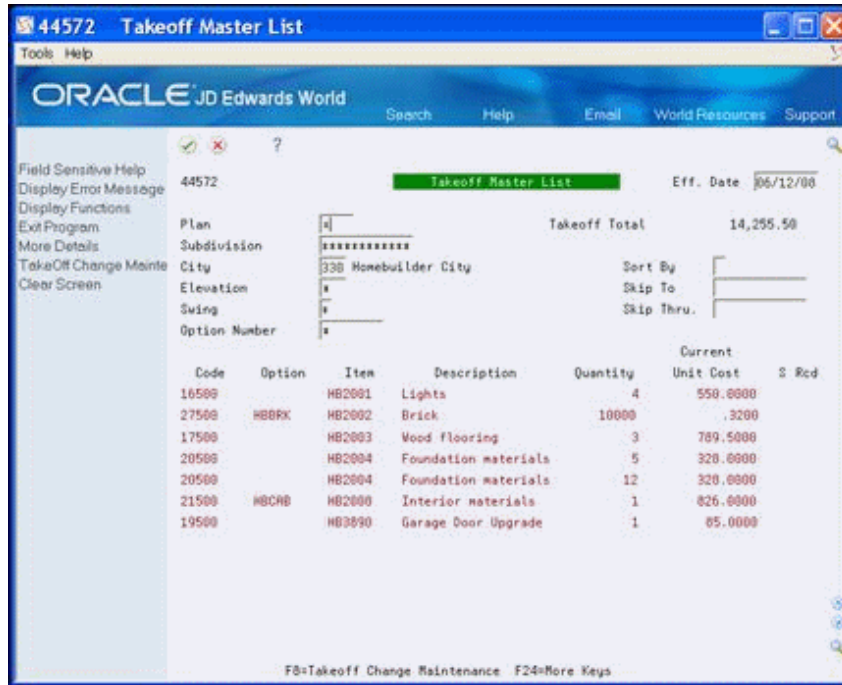 44572 Takeoff Master List
Tools Help
ORACLE JD Edwards World
Search Help Email World Resources Support
Field Sensitive Help
Display Error Message
Display Functions
Exit Program
More Details
TakeOff Change Mainte
Clear Screen
?
44572 Takeoff Master List Eff. Date 06/12/08
Plan * Takeoff Total 14,255.50
Subdivision ************
City 330 Homebuilder City Sort By
Elevation * Skip To
Swing * Skip Thru.
Option Number *
Current
Code Option Item Description Quantity Unit Cost S Rcd
16500 HB2001 Lights 4 550.0000
27500 HBBRK HB2002 Brick 10000 .3200
17500 HB2003 Wood flooring 3 789.5000
20500 HB2004 Foundation materials 5 320.0000
20500 HB2004 Foundation materials 12 320.0000
21500 HBCAB HB2000 Interior materials 1 826.0000
19500 HB3890 Garage Door Upgrade 1 85.0000
F8=Takeoff Change Maintenance F24=More Keys